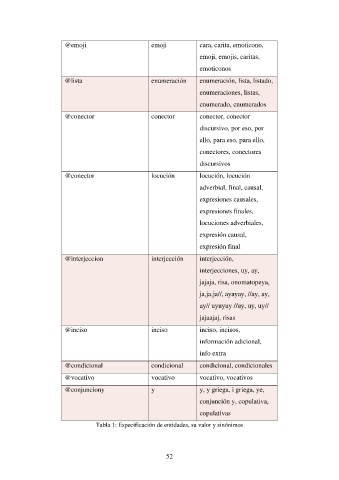 @emoji emoji cara, carita, emoticono,
emoji, emojis, caritas,
emoticonos
@lista enumeración enumeración, lista, listado,
enumeraciones, listas,
enumerado, enumerados
@conector conector conector, conector
discursivo, por eso, por
ello, para eso, para ello,
conectores, conectores
discursivos
@conector locución locución, locución
adverbial, final, causal,
expresiones causales,
expresiones finales,
locuciones adverbiales,
expresión causal,
expresión final
@interjeccion interjección interjección,
interjecciones, uy, ay,
jajaja, risa, onomatopeya,
ja,ja,ja//, ayayay, //ay, ay,
ay// uyuyuy //uy, uy, uy//
jajaajaj, risas
@inciso inciso inciso, incisos,
información adicional,
info extra
@condicional condicional condicional, condicionales
@vocativo vocativo vocativo, vocativos
@conjunciony y y, y griega, i griega, ye,
conjunción y, copulativa,
copulativas
Tabla 1: Especificación de entidades, su valor y sinónimos
52